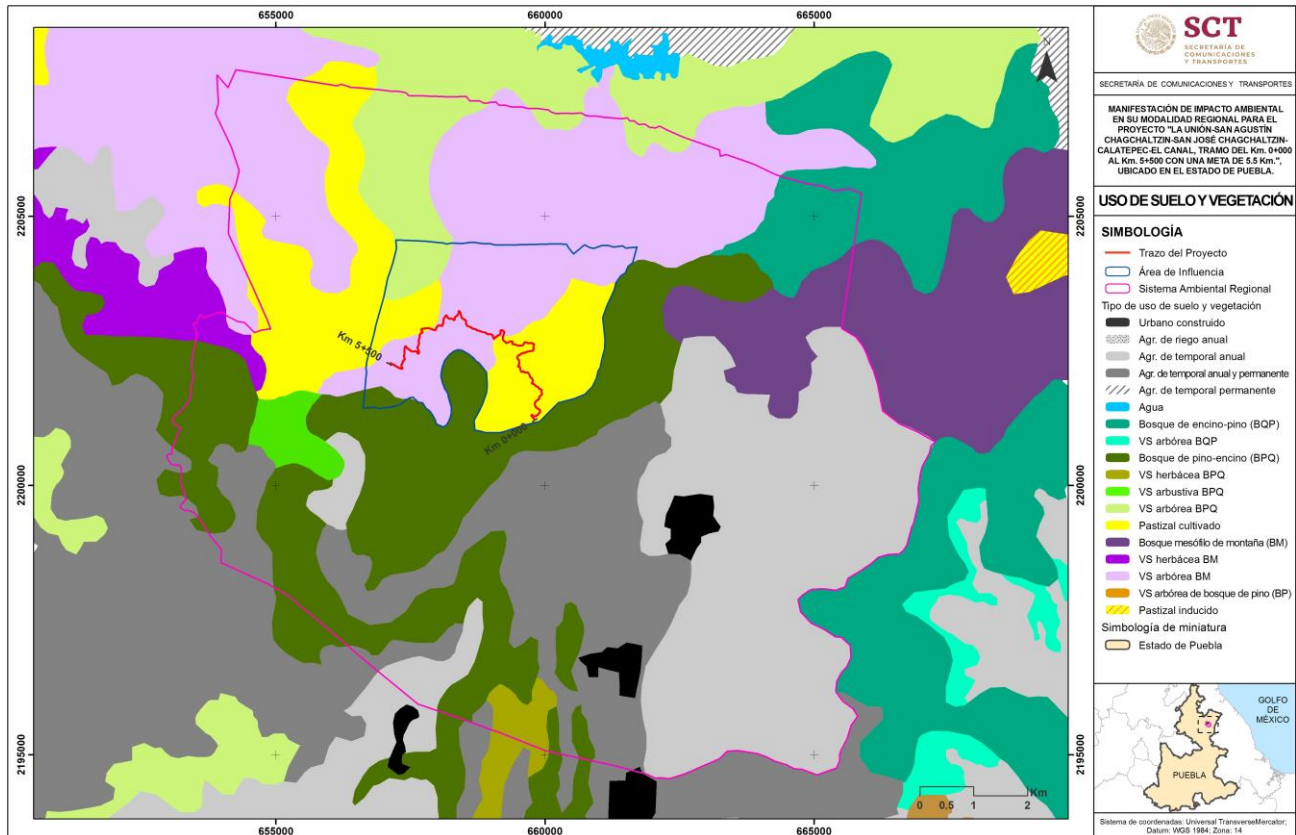 655000
660000
665000
2205000
2200000
2195000
2205000
2200000
2195000
655000
660000
665000
Km 5+500
Km 0+000
Km
0 0.5 1 2
N
SCT
SECRETARÍA DE
COMUNICACIONES
Y TRANSPORTES
SECRETARÍA DE COMUNICACIONES Y TRANSPORTES
MANIFESTACIÓN DE IMPACTO AMBIENTAL
EN SU MODALIDAD REGIONAL PARA EL
PROYECTO "LA UNIÓN-SAN AGUSTÍN
CHAGCHALTZIN-SAN JOSÉ CHAGCHALTZIN-
CALATEPEC-EL CANAL, TRAMO DEL Km. 0+000
AL Km. 5+500 CON UNA META DE 5.5 Km.",
UBICADO EN EL ESTADO DE PUEBLA.
USO DE SUELO Y VEGETACIÓN
SIMBOLOGÍA
Trazo del Proyecto
Área de Influencia
Sistema Ambiental Regional
Tipo de uso de suelo y vegetación
Urbano construido
Agr. de riego anual
Agr. de temporal anual
Agr. de temporal anual y permanente
Agr. de temporal permanente
Agua
Bosque de encino-pino (BQP)
VS arbórea BQP
Bosque de pino-encino (BPQ)
VS herbácea BPQ
VS arbustiva BPQ
VS arbórea BPQ
Pastizal cultivado
Bosque mesófilo de montaña (BM)
VS herbácea BM
VS arbórea BM
VS arbórea de bosque de pino (BP)
Pastizal inducido
Simbología de miniatura
Estado de Puebla
GOLFO
DE
MÉXICO
PUEBLA
Sistema de coordenadas: Universal TransverseMercator;
Datum: WGS 1984; Zona: 14